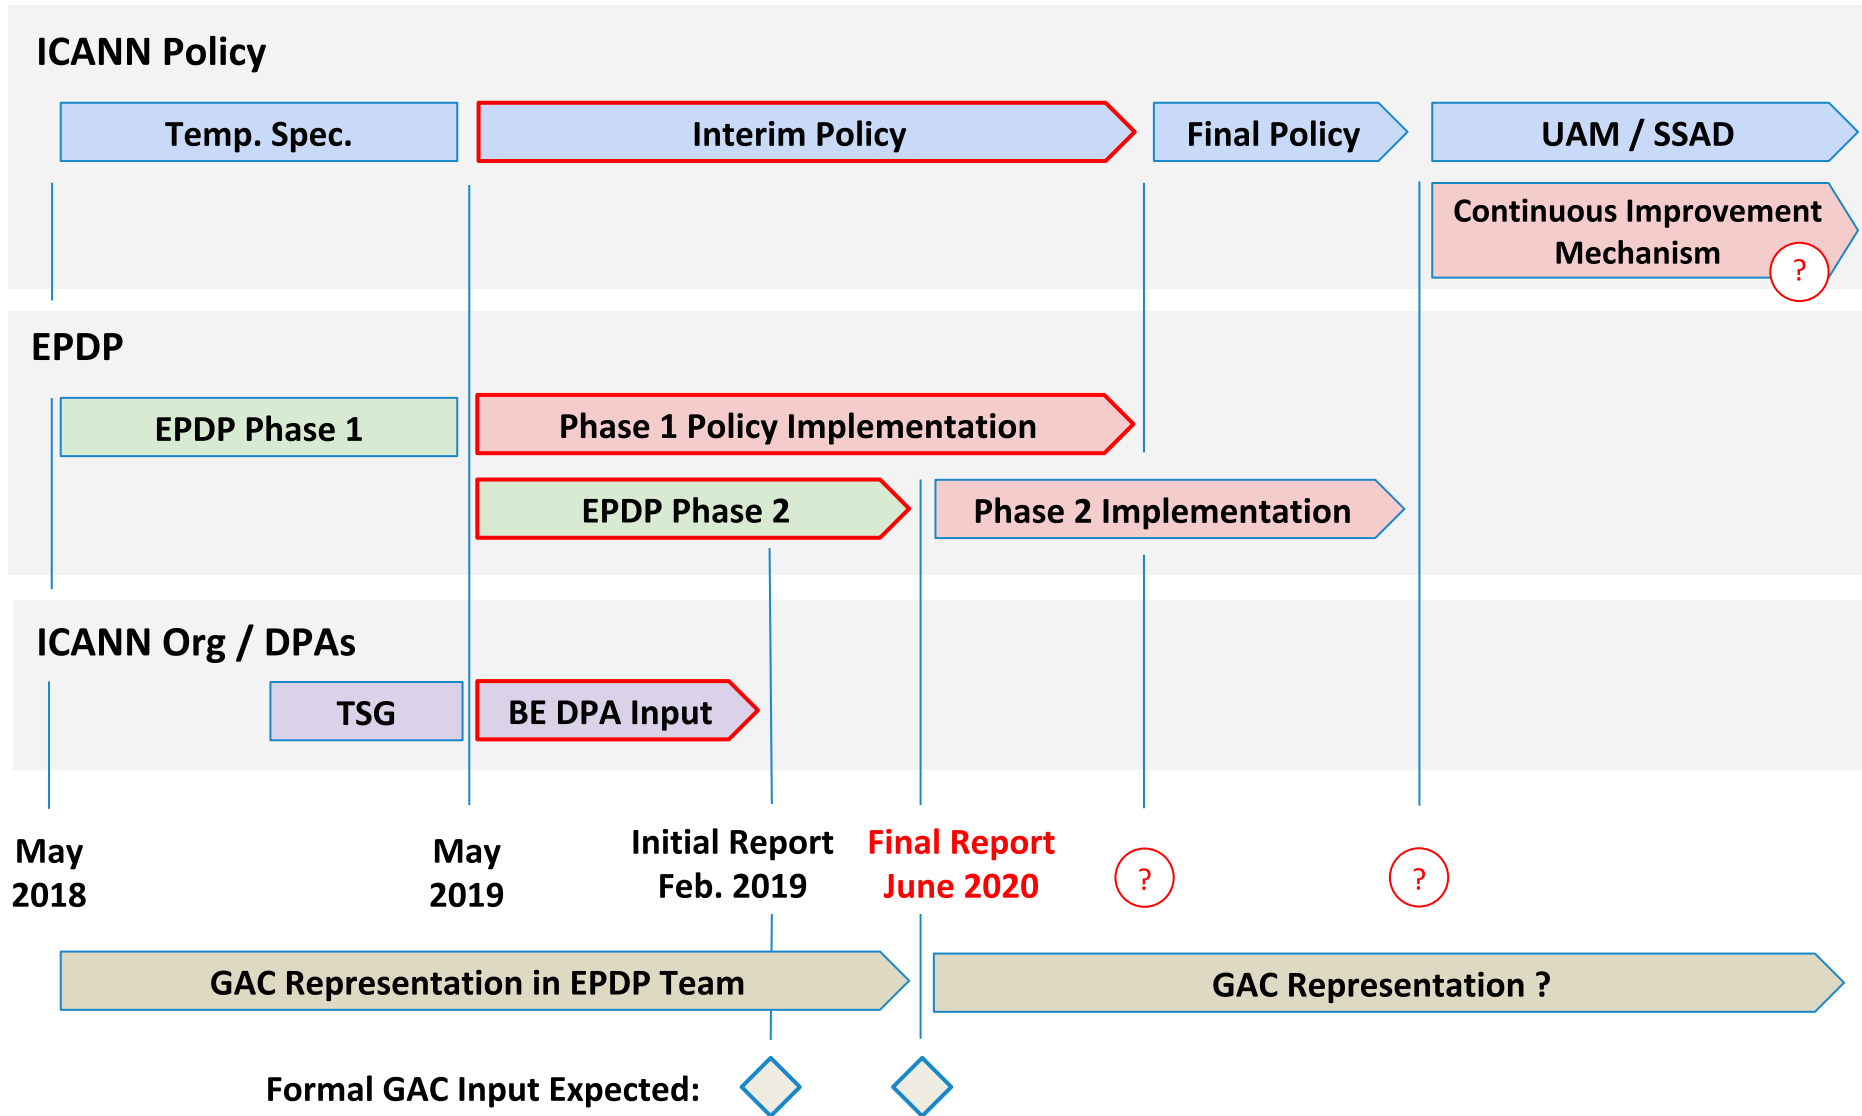 ICANN Policy
Temp. Spec.
Interim Policy
Final Policy
UAM / SSAD
Continuous Improvement
Mechanism
?
EPDP
EPDP Phase 1
Phase 1 Policy Implementation
EPDP Phase 2
Phase 2 Implementation
ICANN Org / DPAs
TSG
BE DPA Input
May
2018
May
2019
Initial Report
Feb. 2019
Final Report
June 2020
?
?
GAC Representation in EPDP Team
GAC Representation ?
Formal GAC Input Expected: